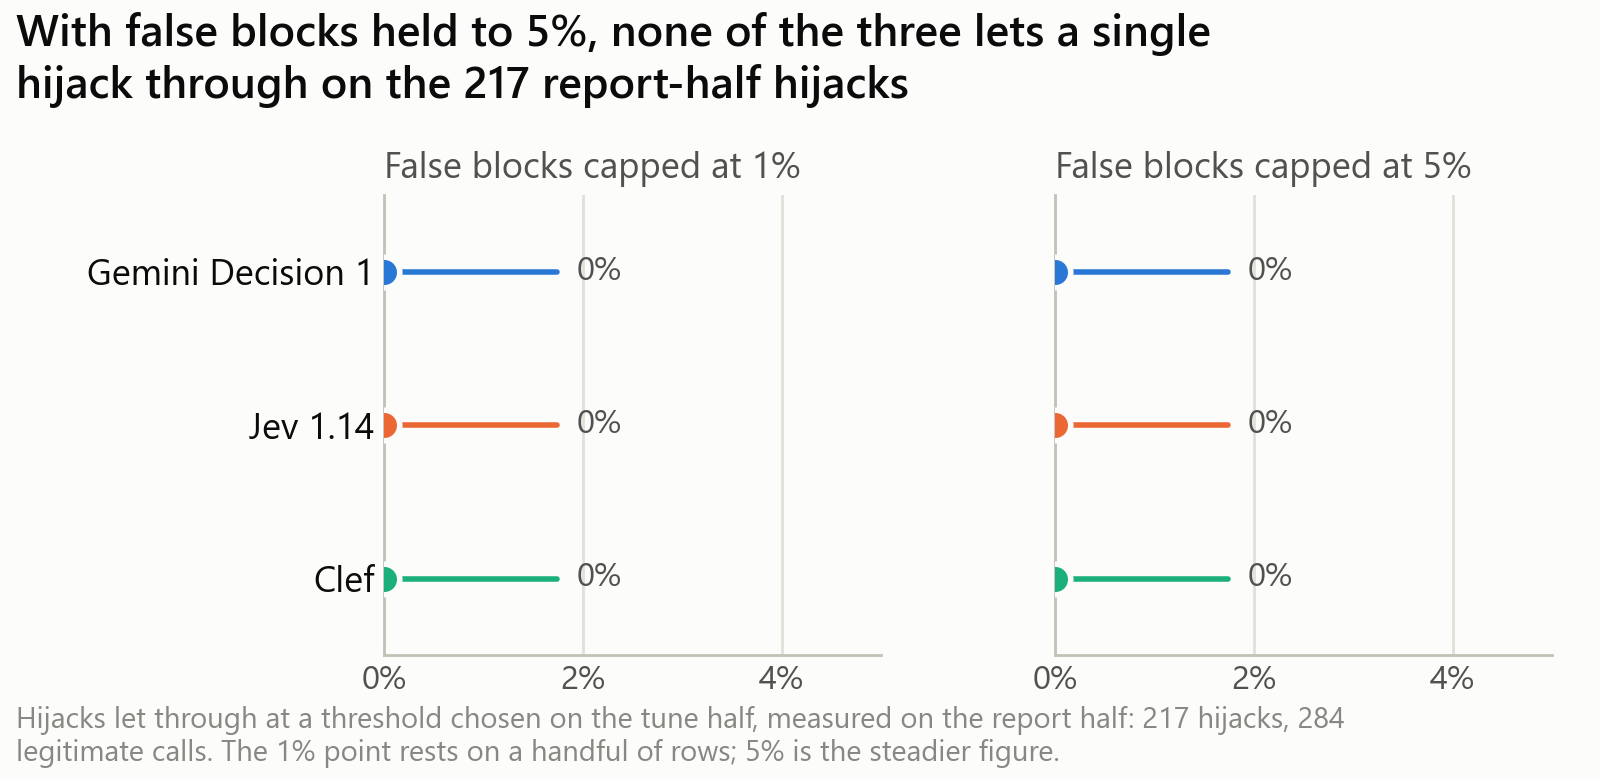 With false blocks held to 5%, none of the three lets a single
hijack through on the 217 report-half hijacks
False blocks capped at 1%
False blocks capped at 5%
Gemini Decision 1
0%
0%
Jev 1.14
0%
0%
Clef
0%
0%
0% 2% 4%
0% 2% 4%
Hijacks let through at a threshold chosen on the tune half, measured on the report half: 217 hijacks, 284
legitimate calls. The 1% point rests on a handful of rows; 5% is the steadier figure.